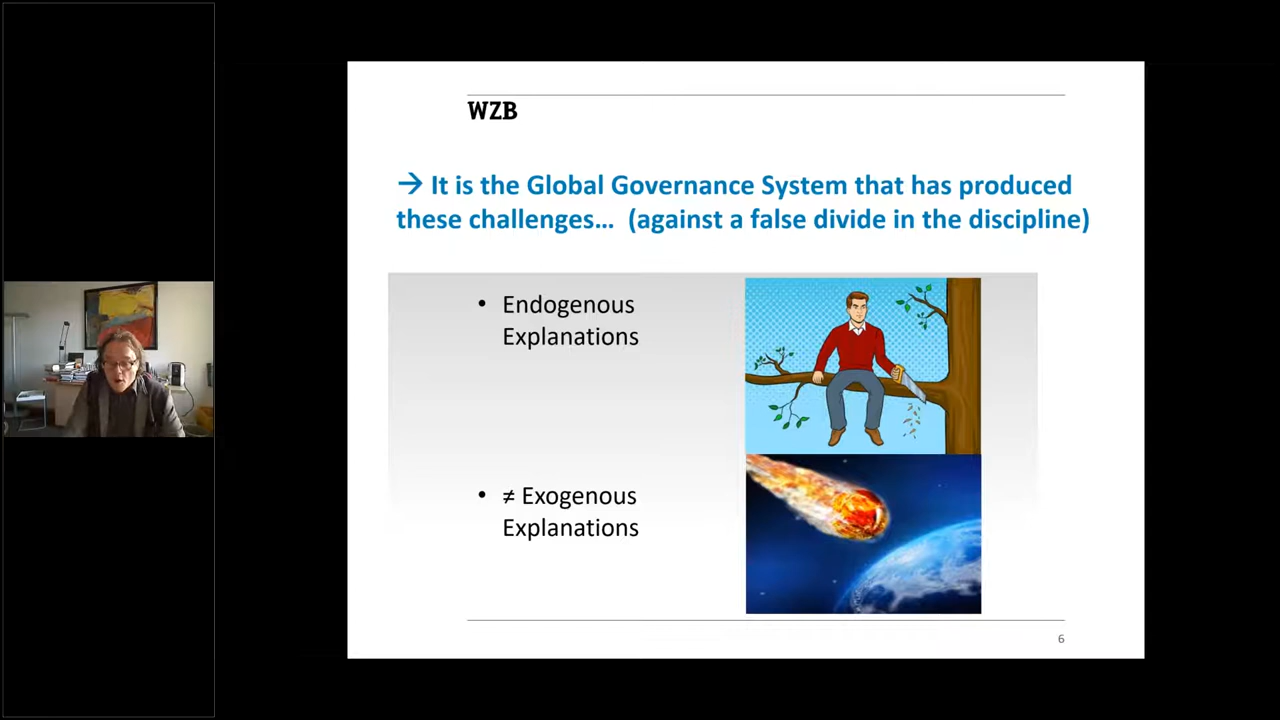 WZB
→ It is the Global Governance System that has produced
these challenges... (against a false divide in the discipline)
• Endogenous
Explanations
• ≠ Exogenous
Explanations
6